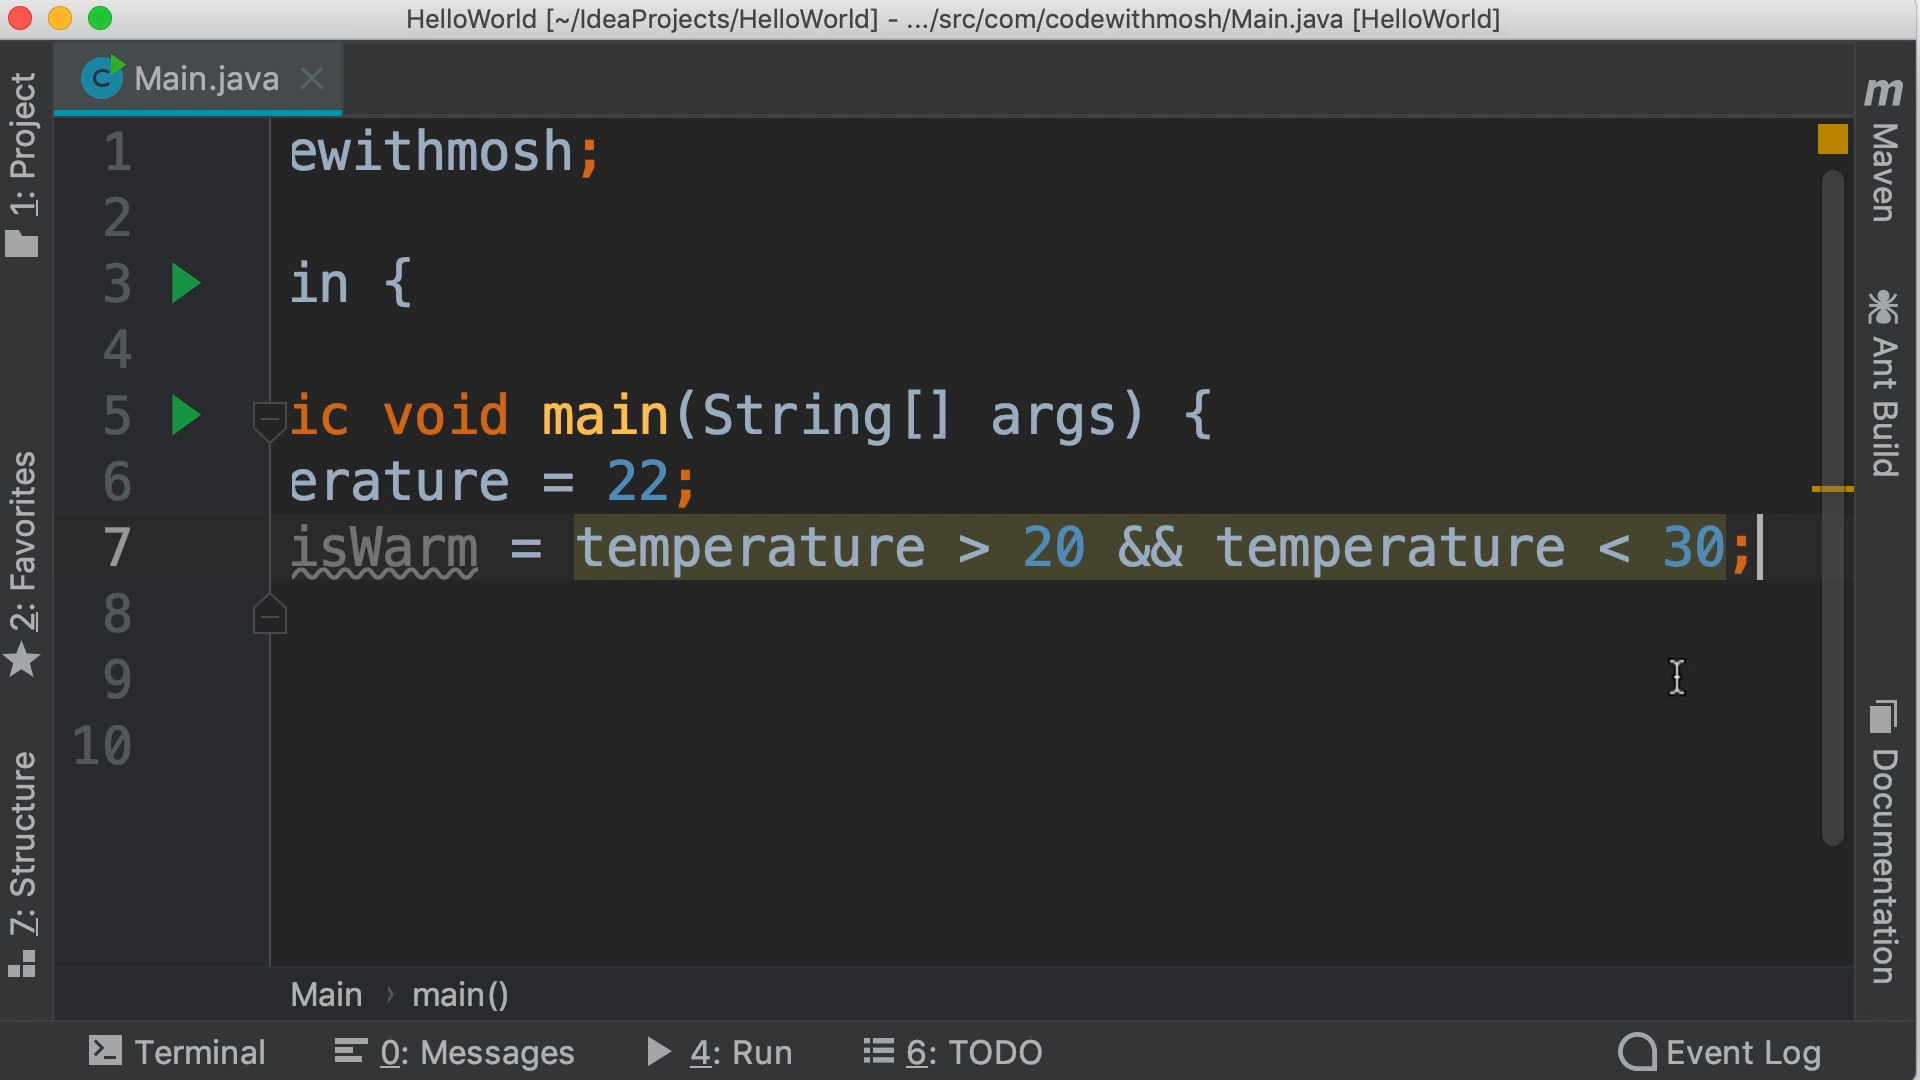 HelloWorld [~/IdeaProjects/HelloWorld] - .../src/com/codewithmosh/Main.java [HelloWorld]
Main.java
1: Project
2: Favorites
7: Structure
1 ewithmosh;
2
3 in {
4
5 ic void main(String[] args) {
6 erature = 22;
7 isWarm = temperature > 20 && temperature < 30;
8
9
10
m Maven
Ant Build
Documentation
Main › main()
Terminal 0: Messages 4: Run 6: TODO Event Log